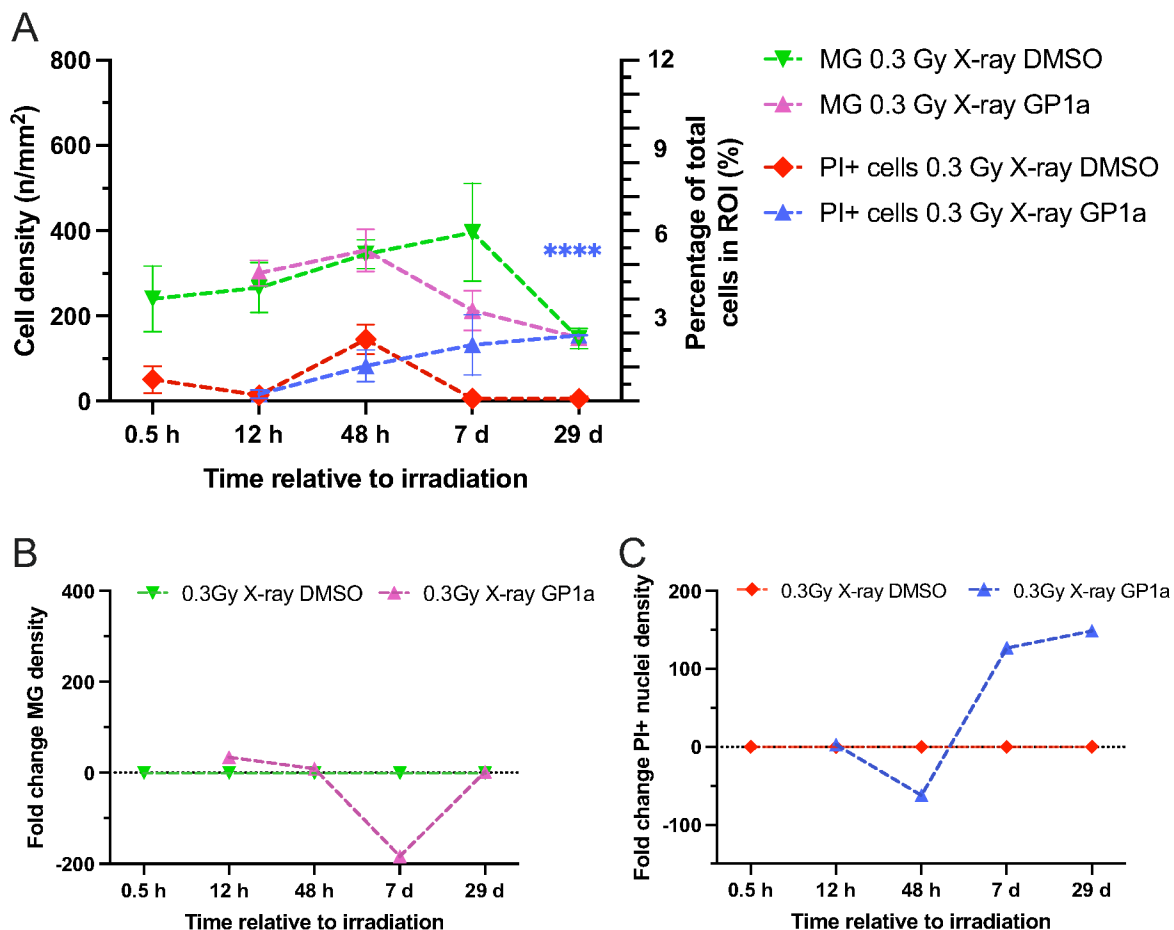 A
Cell density (n/mm²)
800
600
400
200
0
0.5 h
12 h
48 h
7 d
29 d
Time relative to irradiation
****
12
9
6
3
Percentage of total
cells in ROI (%)
MG 0.3 Gy X-ray DMSO
MG 0.3 Gy X-ray GP1a
PI+ cells 0.3 Gy X-ray DMSO
PI+ cells 0.3 Gy X-ray GP1a
B
0.3Gy X-ray DMSO
0.3Gy X-ray GP1a
Fold change MG density
400
200
0
-200
0.5 h
12 h
48 h
7 d
29 d
Time relative to irradiation
C
0.3Gy X-ray DMSO
0.3Gy X-ray GP1a
Fold change PI+ nuclei density
200
100
0
-100
0.5 h
12 h
48 h
7 d
29 d
Time relative to irradiation